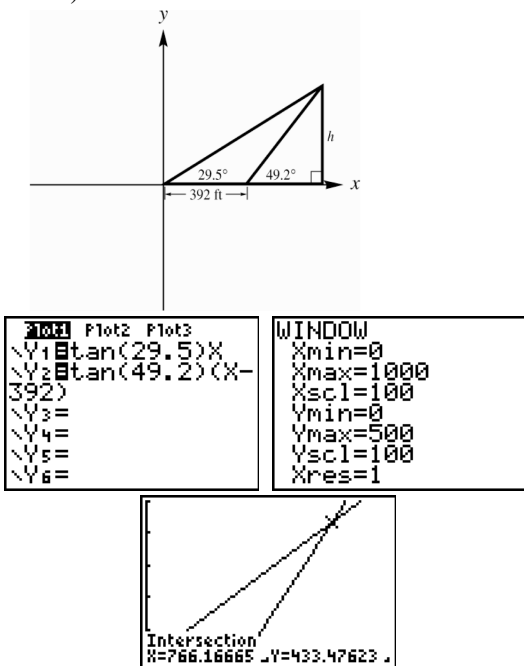 y
h
29.5° 49.2°
x
392 ft
Plot1 Plot2 Plot3
\Y1=tan(29.5)X
\Y2=tan(49.2)(X-
392)
\Y3=
\Y4=
\Y5=
\Y6=
WINDOW
Xmin=0
Xmax=1000
Xscl=100
Ymin=0
Ymax=500
Yscl=100
Xres=1
Intersection
X=766.16665 Y=433.47623